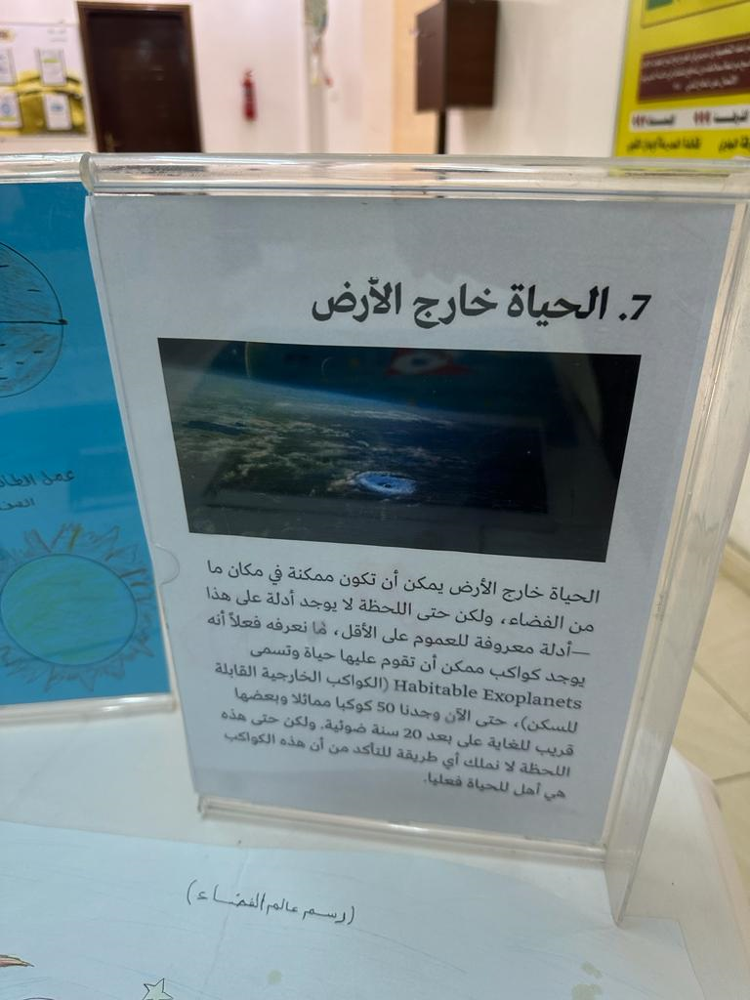 7. الحياة خارج الأرض
الحياة خارج الأرض يمكن أن تكون ممكنة في مكان ما
من الفضاء، ولكن حتى اللحظة لا يوجد أدلة على هذا
—أدلة معروفة للعموم على الأقل، ما نعرفه فعلاً أنه
يوجد كواكب ممكن أن تقوم عليها حياة وتسمى
Habitable Exoplanets (الكواكب الخارجية القابلة
للسكن)، حتى الآن وجدنا 50 كوكبا مماثلا وبعضها
قريب للغاية على بعد 20 سنة ضوئية. ولكن حتى هذه
اللحظة لا نملك أي طريقة للتأكد من أن هذه الكواكب
هي أهل للحياة فعليا.
عمل
(رسم عالم الفضاء)